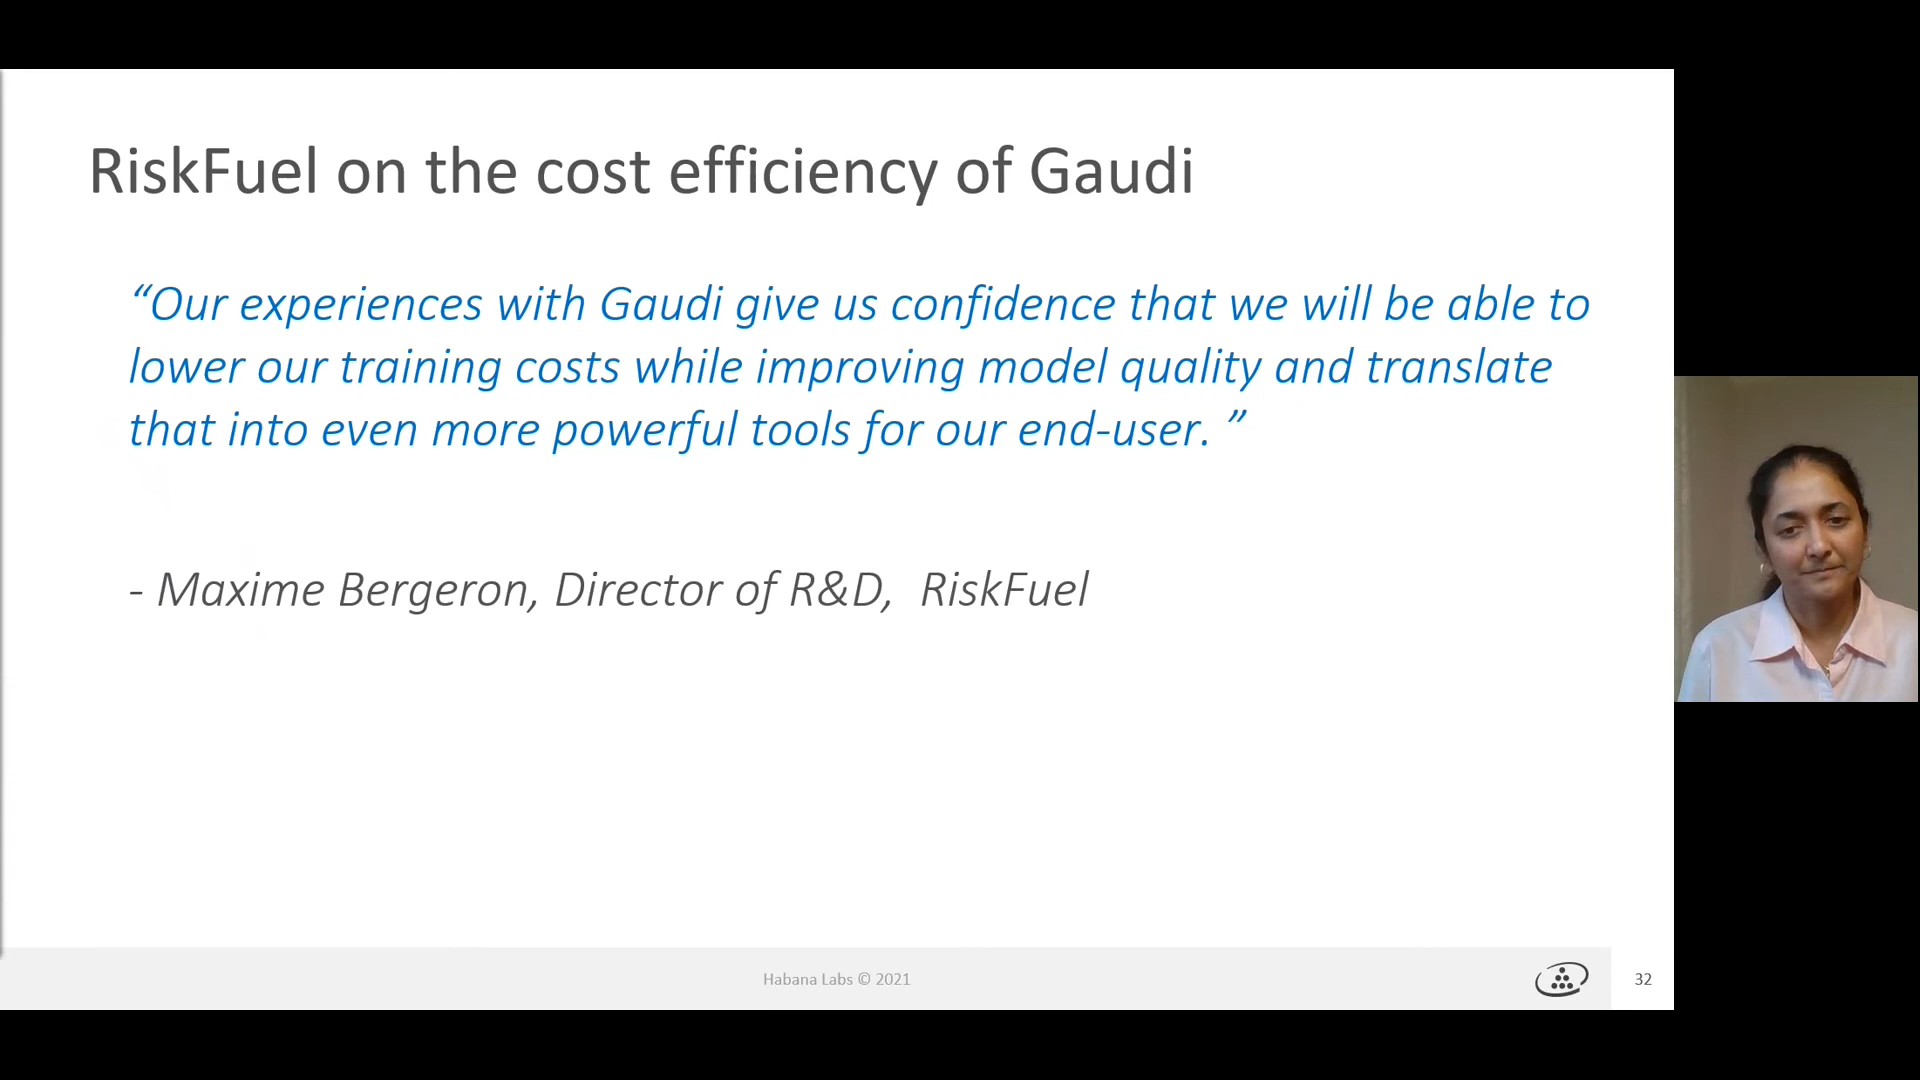 RiskFuel on the cost efficiency of Gaudi
“Our experiences with Gaudi give us confidence that we will be able to
lower our training costs while improving model quality and translate
that into even more powerful tools for our end-user. ”
- Maxime Bergeron, Director of R&D,  RiskFuel
Habana Labs © 2021
32